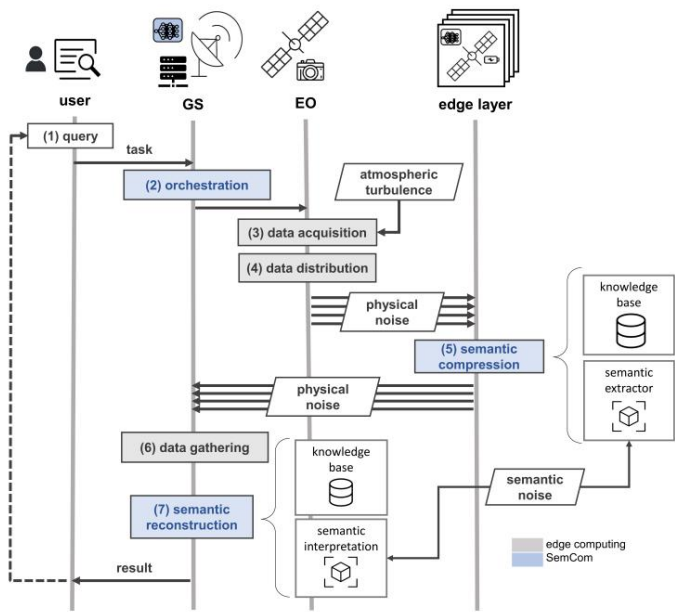 user
GS
EO
edge layer
(1) query
task
(2) orchestration
atmospheric
turbulence
(3) data acquisition
(4) data distribution
physical
noise
knowledge
base
(5) semantic
compression
semantic
extractor
physical
noise
(6) data gathering
knowledge
base
semantic
noise
(7) semantic
reconstruction
semantic
interpretation
edge computing
SemCom
result